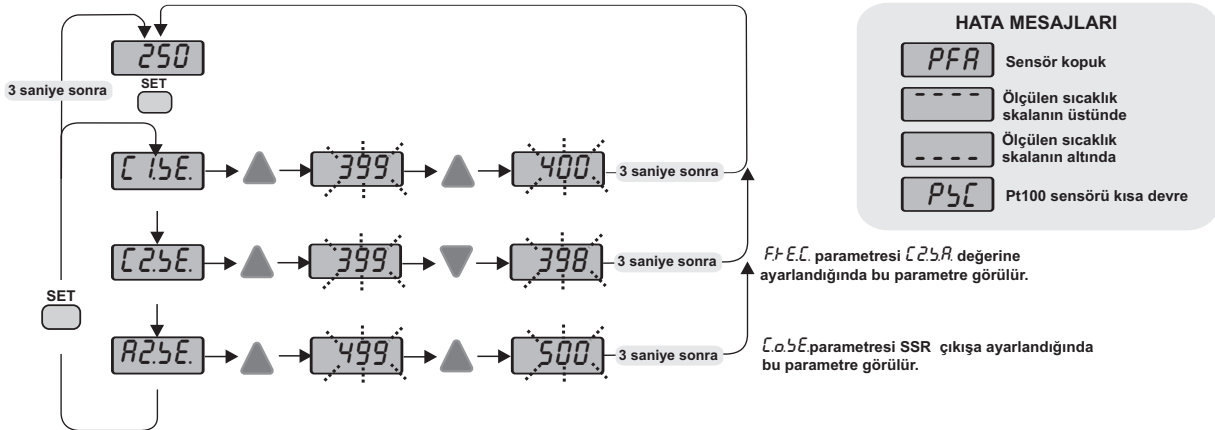 250
SET
3 saniye sonra
C1.SE.
399
400
3 saniye sonra
C2.SE.
399
398
3 saniye sonra
SET
A2.SE.
499
500
3 saniye sonra
HATA MESAJLARI
PFA
Sensör kopuk
- - - -
Ölçülen sıcaklık
skalanın üstünde
- - - -
Ölçülen sıcaklık
skalanın altında
PSC
Pt100 sensörü kısa devre
F.t.E.C. parametresi C2.S.A. değerine
ayarlandığında bu parametre görülür.
C.o.S.E.parametresi SSR çıkışa ayarlandığında
bu parametre görülür.